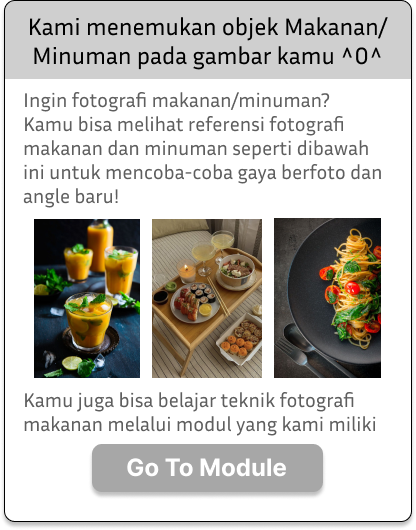 Kami menemukan objek Makanan/
Minuman pada gambar kamu ^0^
Ingin fotografi makanan/minuman?
Kamu bisa melihat referensi fotografi
makanan dan minuman seperti dibawah
ini untuk mencoba-coba gaya berfoto dan
angle baru!
Kamu juga bisa belajar teknik fotografi
makanan melalui modul yang kami miliki
Go To Module